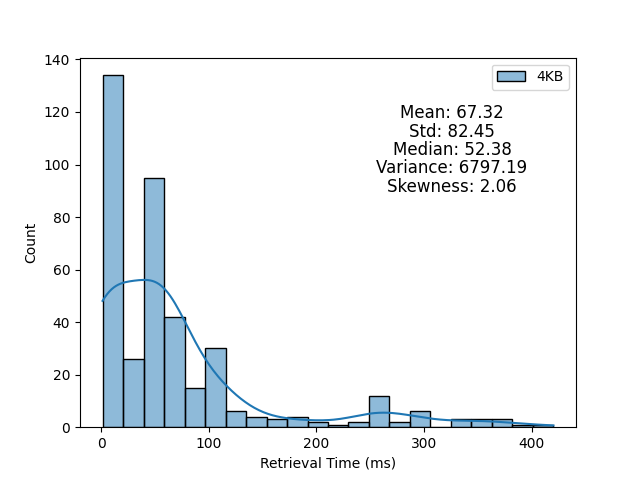 140
120
100
80
60
40
20
0
Count
4KB
Mean: 67.32
Std: 82.45
Median: 52.38
Variance: 6797.19
Skewness: 2.06
0 100 200 300 400
Retrieval Time (ms)